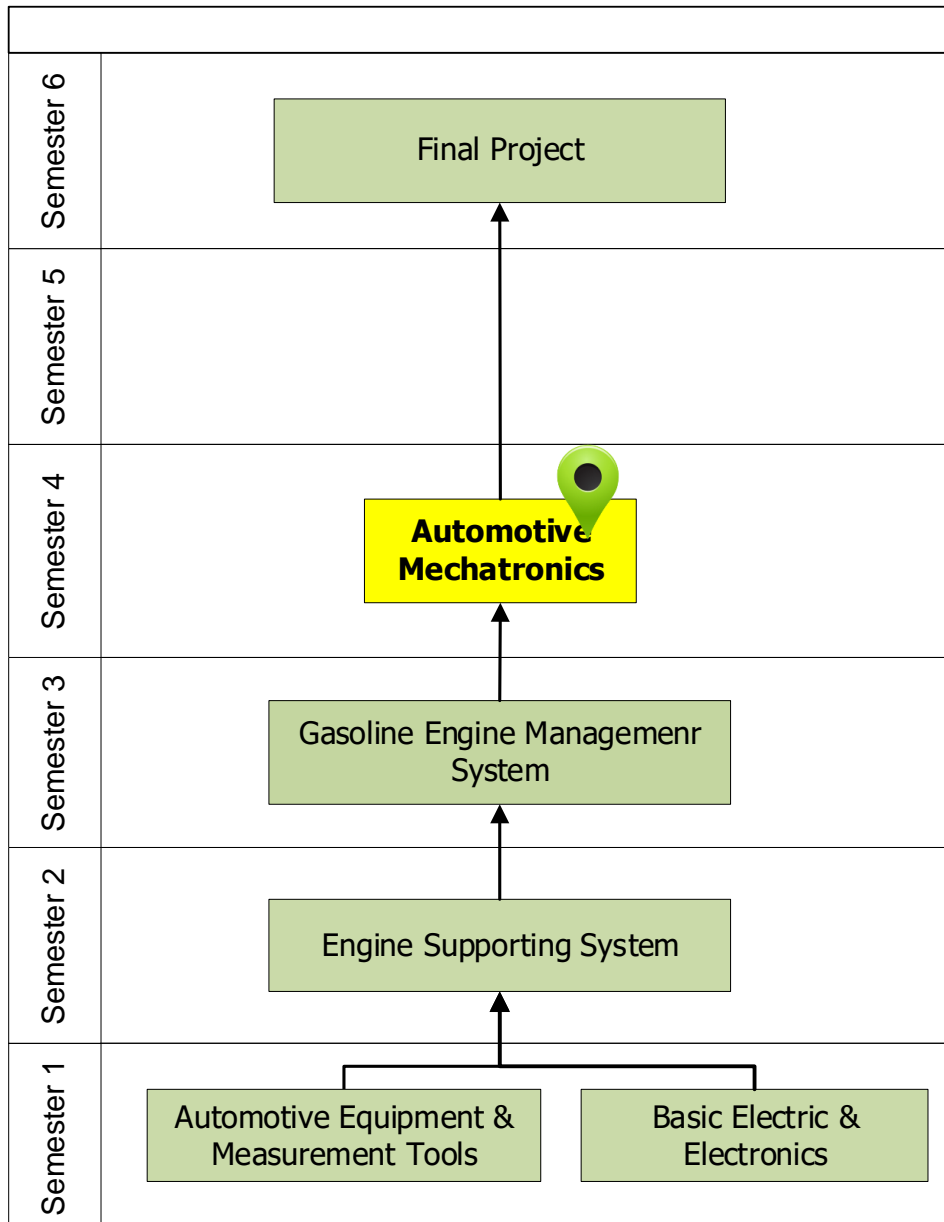 Semester 6
Final Project
Semester 5
Semester 4
Automotive
Mechatronics
Semester 3
Gasoline Engine Managemenr
System
Semester 2
Engine Supporting System
Semester 1
Automotive Equipment &
Measurement Tools
Basic Electric &
Electronics